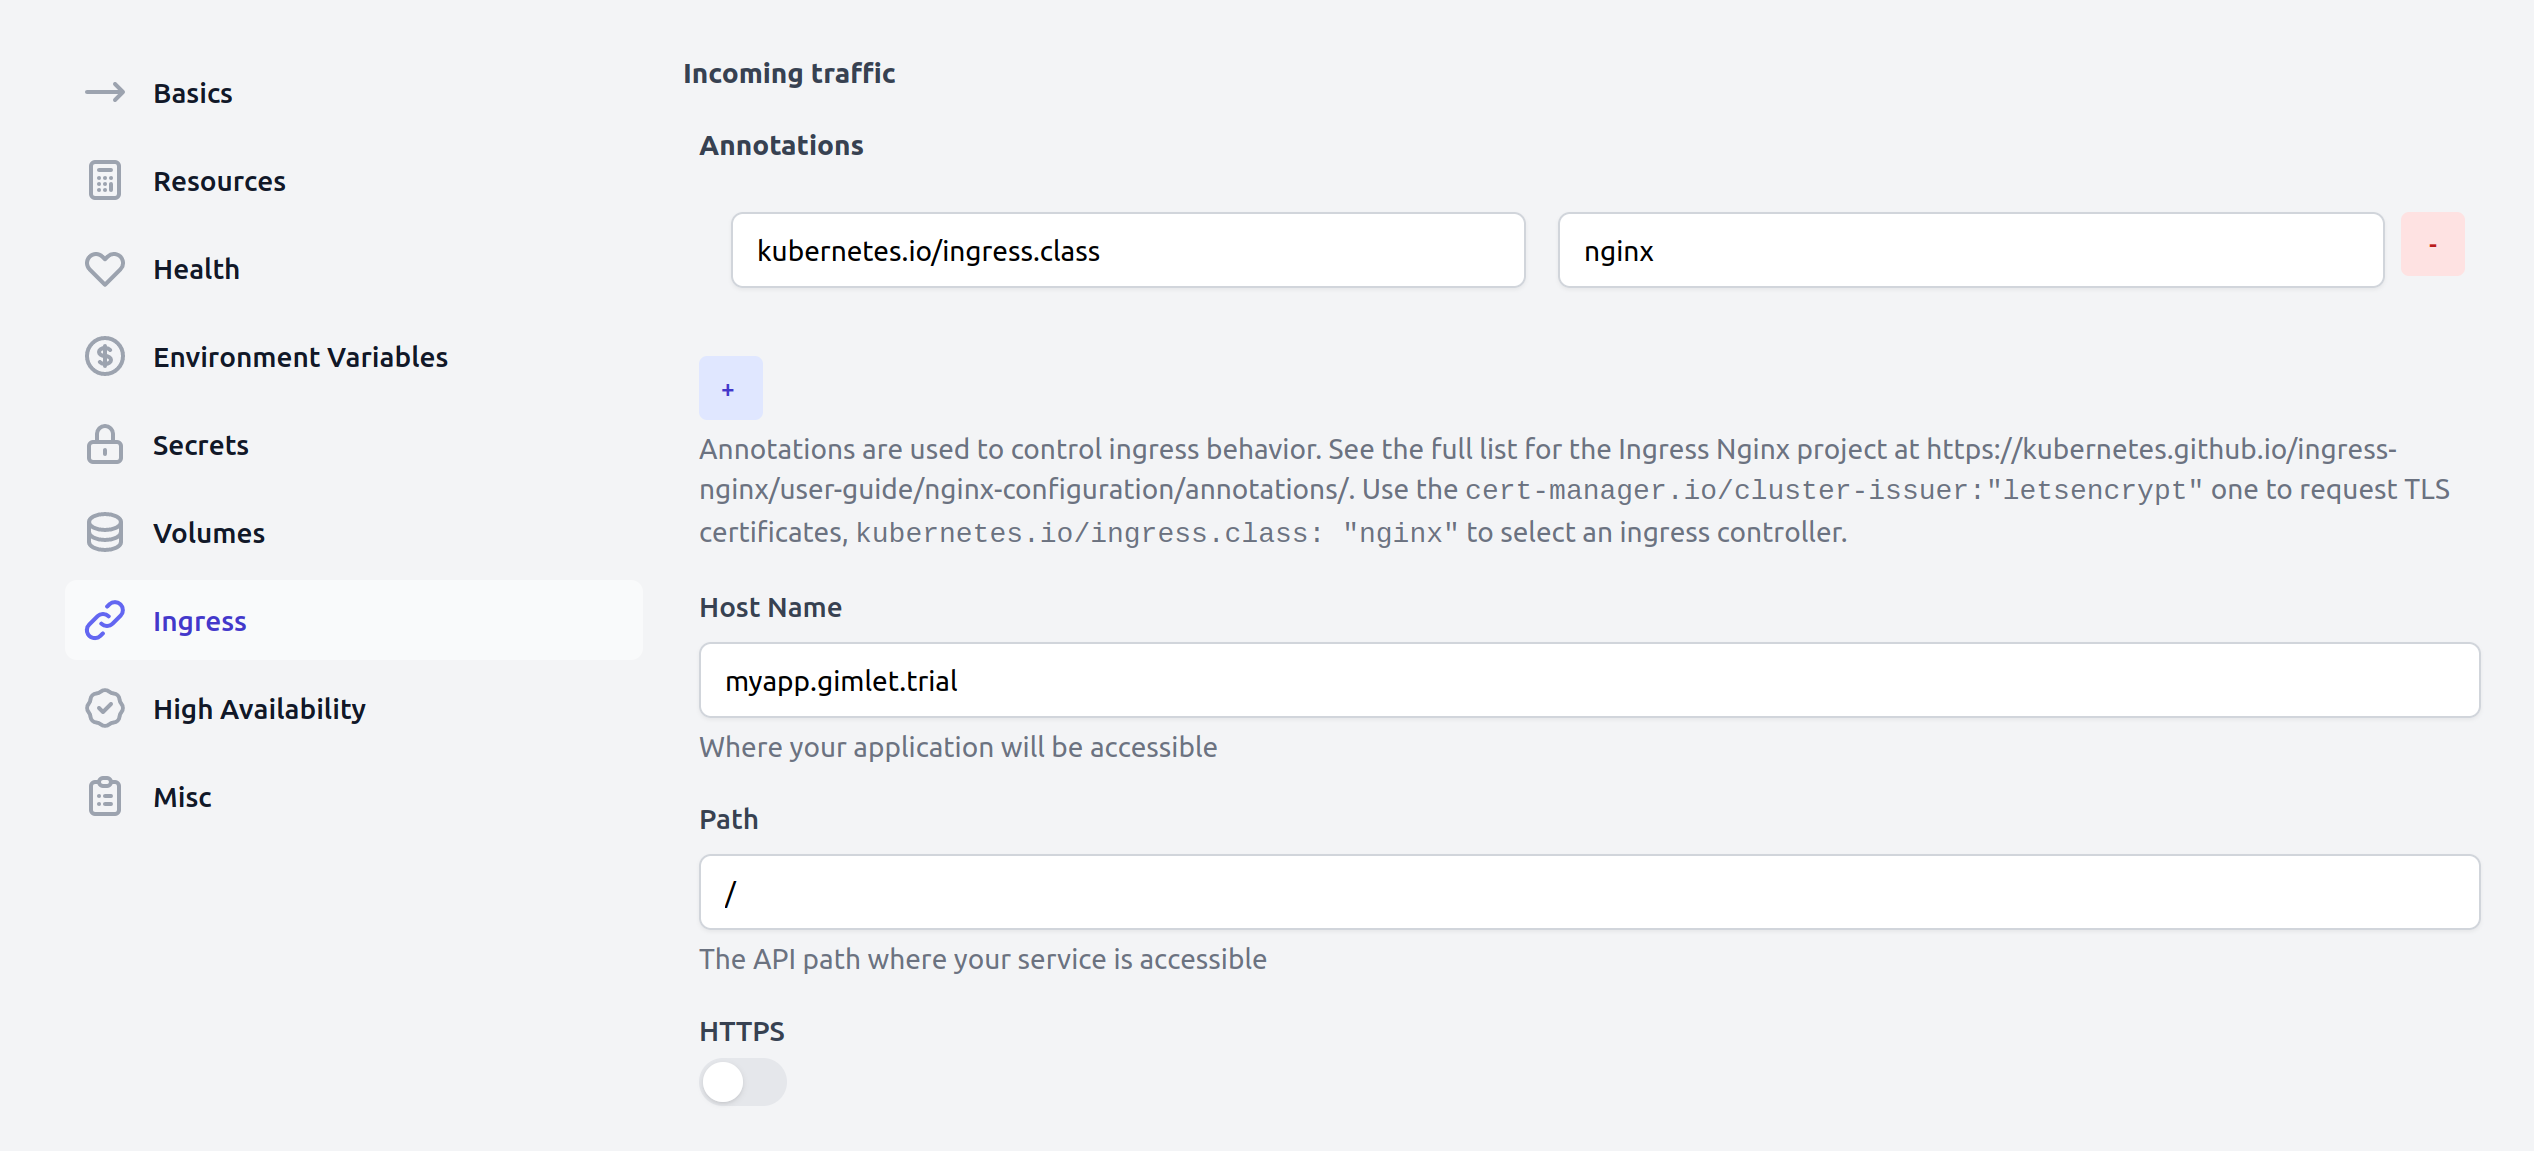 Basics
Resources
Health
Environment Variables
Secrets
Volumes
Ingress
High Availability
Misc
Incoming traffic
Annotations
kubernetes.io/ingress.class
nginx
-
+
Annotations are used to control ingress behavior. See the full list for the Ingress Nginx project at https://kubernetes.github.io/ingress-
nginx/user-guide/nginx-configuration/annotations/. Use the cert-manager.io/cluster-issuer:"letsencrypt" one to request TLS
certificates, kubernetes.io/ingress.class: "nginx" to select an ingress controller.
Host Name
myapp.gimlet.trial
Where your application will be accessible
Path
/
The API path where your service is accessible
HTTPS